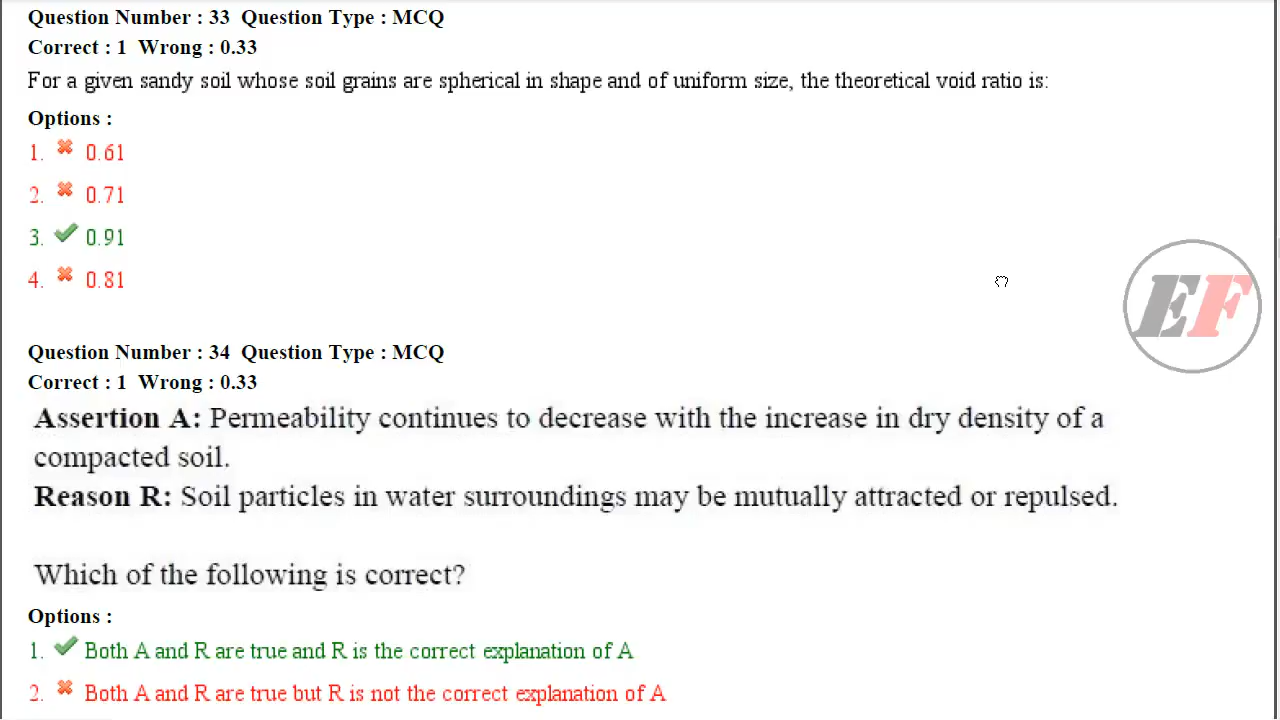 Question Number : 33 Question Type : MCQ
Correct : 1 Wrong : 0.33
For a given sandy soil whose soil grains are spherical in shape and of uniform size, the theoretical void ratio is:
Options :
1. 0.61
2. 0.71
3. 0.91
4. 0.81
EF
Question Number : 34 Question Type : MCQ
Correct : 1 Wrong : 0.33
Assertion A: Permeability continues to decrease with the increase in dry density of a
compacted soil.
Reason R: Soil particles in water surroundings may be mutually attracted or repulsed.
Which of the following is correct?
Options :
1. Both A and R are true and R is the correct explanation of A
2. Both A and R are true but R is not the correct explanation of A